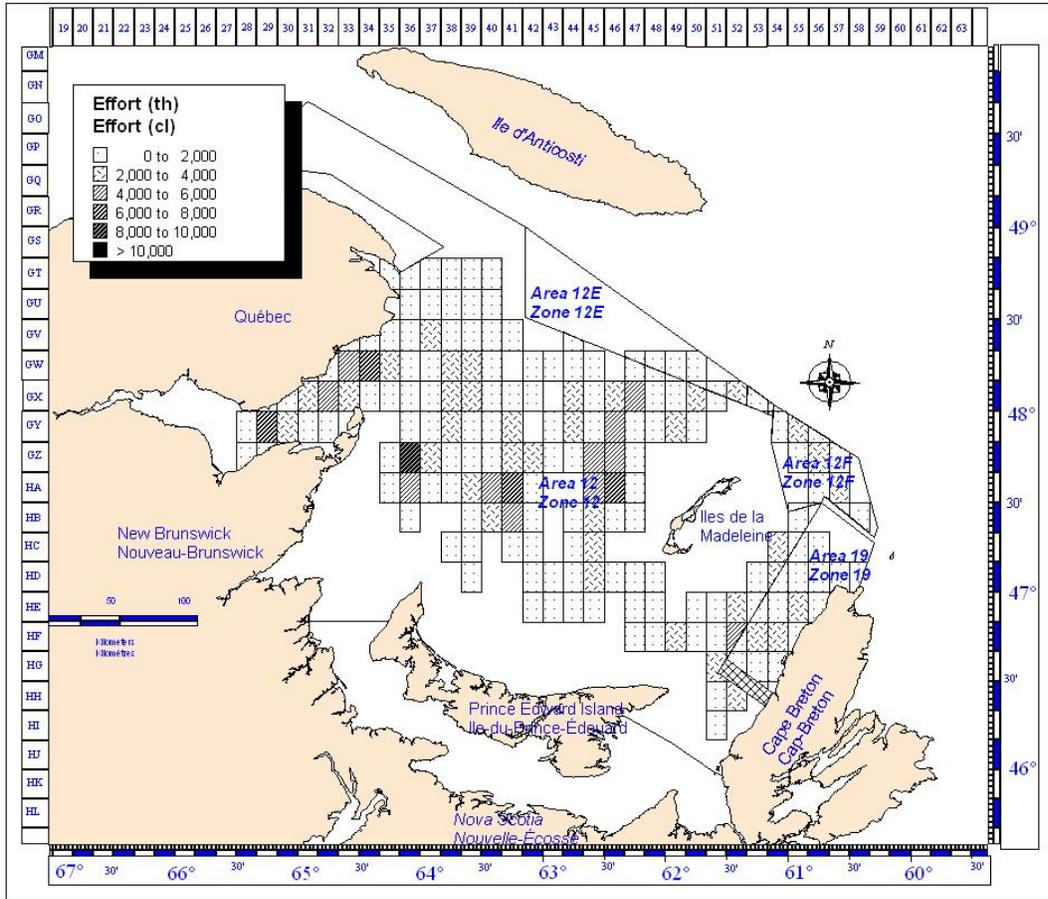 19 20 21 22 23 24 25 26 27 28 29 30 31 32 33 34 35 36 37 38 39 40 41 42 43 44 45 46 47 48 49 50 51 52 53 54 55 56 57 58 59 60 61 62 63
GM
GN
GO
GP
GQ
GR
GS
GT
GU
GV
GW
GX
GY
GZ
HA
HB
HC
HD
HE
HF
HG
HH
HI
HJ
HK
HL
Effort (th)
Effort (cl)
0 to 2,000
2,000 to 4,000
4,000 to 6,000
6,000 to 8,000
8,000 to 10,000
> 10,000
Ile d'Anticosti
Québec
Area 12E
Zone 12E
N
Area 12F
Zone 12F
Area 12
Zone 12
Iles de la
Madeleine
Area 19
Zone 19
New Brunswick
Nouveau-Brunswick
50 100
Kilometers
Kilomètres
Prince Edward Island
Ile-du-Prince-Édouard
Cape Breton
Cap-Breton
Nova Scotia
Nouvelle-Écosse
30'
49°
30'
48°
30'
47°
30'
46°
67° 30' 66° 30' 65° 30' 64° 30' 63° 30' 62° 30' 61° 30' 60° 30'